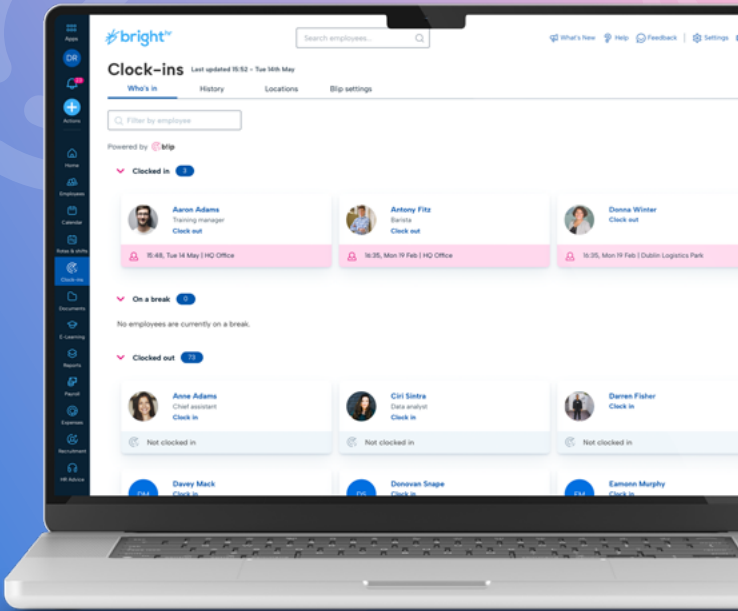 Apps
bright hr
Search employees...
What's New
Help
Feedback
Settings
DR
Clock-ins
Last updated 15:52 - Tue 14th May
Who's in
History
Locations
Blip settings
Actions
Filter by employee
Powered by blip
Home
Employees
Calendar
Rotas & shifts
Clock-ins
Documents
E-Learning
Reports
Payroll
Expenses
Recruitment
HR Advice
Clocked in 3
Aaron Adams
Training manager
Clock out
15:48, Tue 14 May | HQ Office
Antony Fitz
Barista
Clock out
16:35, Mon 19 Feb | HQ Office
Donna Winter
Clock out
16:35, Mon 19 Feb | Dublin Logistics Park
On a break 0
No employees are currently on a break.
Clocked out 73
Anne Adams
Chief assistant
Clock in
Not clocked in
Ciri Sintra
Data analyst
Clock in
Not clocked in
Darren Fisher
Clock in
Not clocked in
DM
Davey Mack
Clock in
DS
Donovan Snape
Clock in
EM
Eamonn Murphy
Clock in